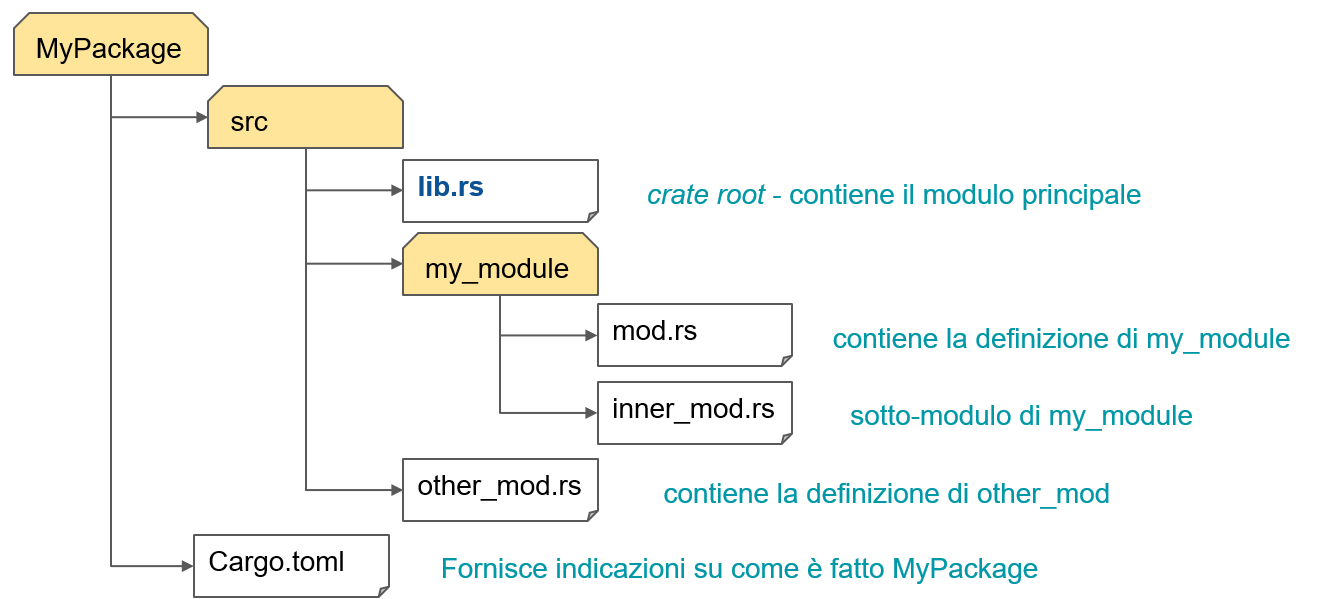 MyPackage
src
lib.rs
crate root - contiene il modulo principale
my_module
mod.rs
contiene la definizione di my_module
inner_mod.rs
sotto-modulo di my_module
other_mod.rs
contiene la definizione di other_mod
Cargo.toml
Fornisce indicazioni su come è fatto MyPackage